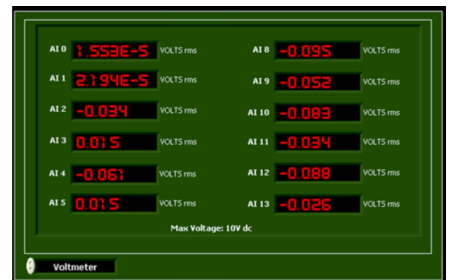 AI 0 1.553E-5 VOLTS rms AI 8 -0.095 VOLTS rms
AI 1 2.194E-5 VOLTS rms AI 9 -0.052 VOLTS rms
AI 2 -0.034 VOLTS rms AI 10 -0.083 VOLTS rms
AI 3 0.015 VOLTS rms AI 11 -0.034 VOLTS rms
AI 4 -0.061 VOLTS rms AI 12 -0.088 VOLTS rms
AI 5 0.015 VOLTS rms AI 13 -0.026 VOLTS rms
Max Voltage: 10V dc
Voltmeter